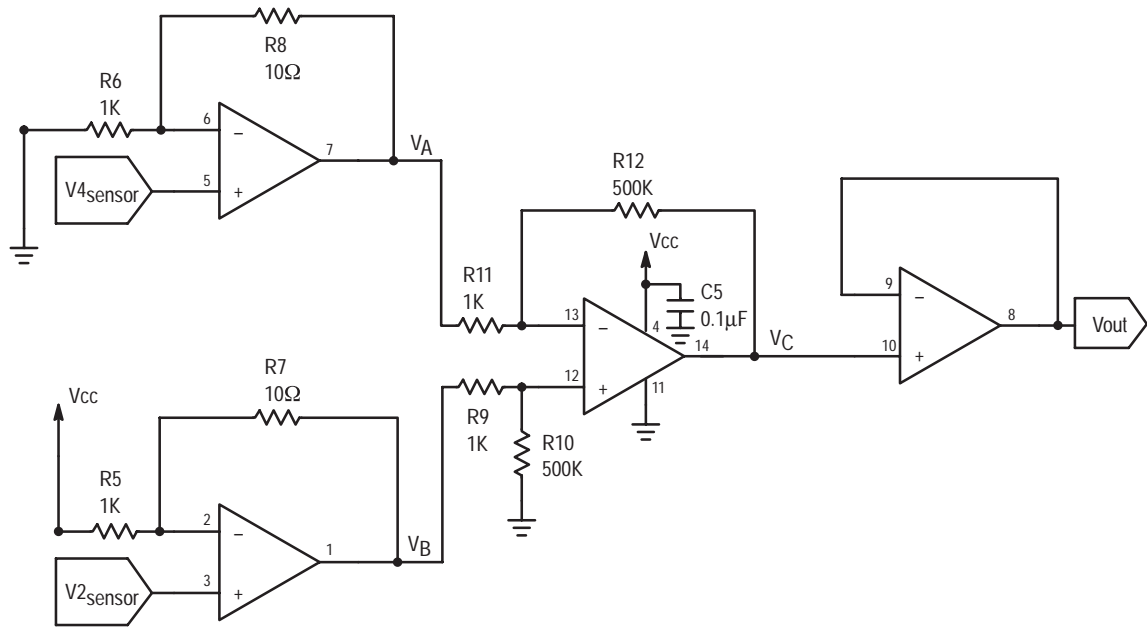 R8
10Ω
R6
1K
6
−
7
V4sensor
5
+
VA
R12
500K
Vcc
R11
1K
C5
0.1µF
13
−
4
14
VC
12
+
11
9
−
8
10
+
Vout
R7
10Ω
Vcc
R9
1K
R10
500K
R5
1K
2
−
1
VB
V2sensor
3
+